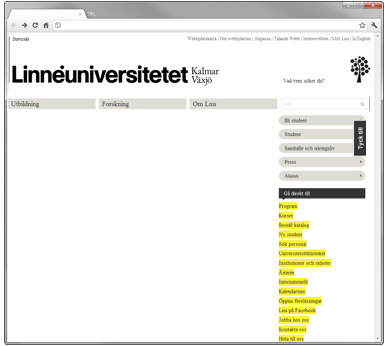 Startsida
Webbplatskarta | Om webbplatsen | Anpassa | Talande Webb | Internwebben | Mitt Lnu | In English
Linnéuniversitetet Kalmar
Växjö
Vad/vem söker du?
Utbildning Forskning Om Lnu
Bli student
Student
Samhälle och näringsliv
Press
Alumn
Tyck till
Gå direkt till
Program
Kurser
Beställ katalog
Ny student
Sök personal
Universitetsbiblioteket
Institutioner och enheter
Ämnen
Internationellt
Kalendarium
Öppna föreläsningar
Lnu på Facebook
Jobba hos oss
Kontakta oss
Hitta till oss